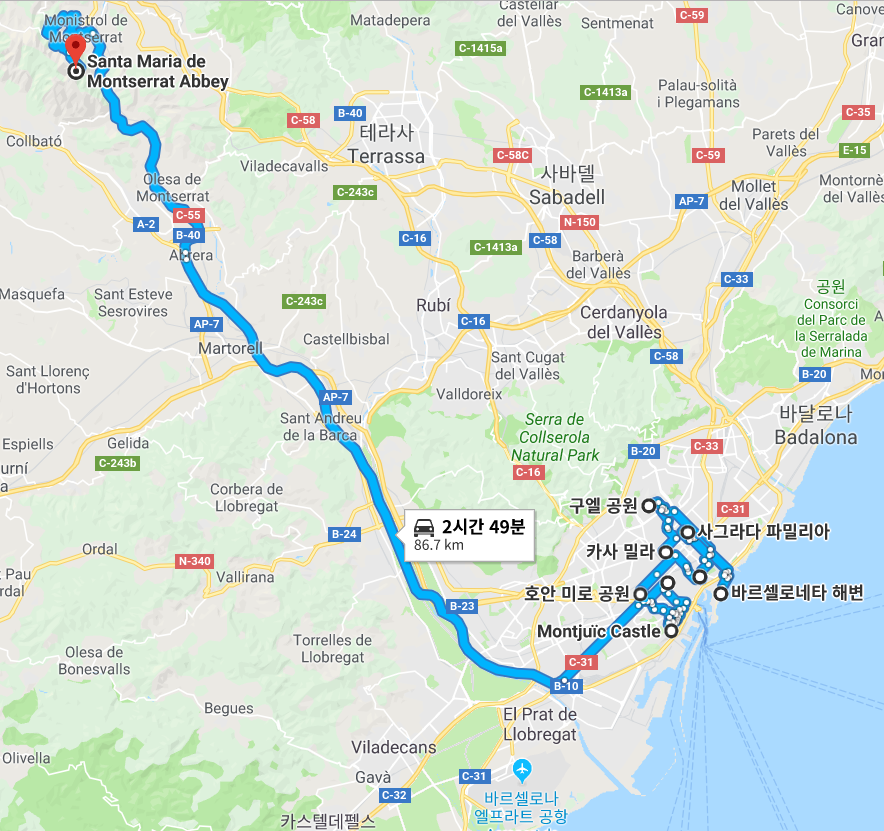 Monistrol de
Montserrat
Matadepera
Castellar
del Vallès
Sentmenat
C-59
Canove
Gran
C-1415a
Santa Maria de
Montserrat Abbey
C-1413a
Palau-solità
i Plegamans
C-35
B-40
C-58
Collbató
테라사
Terrassa
Parets del
Vallès
E-15
C-58C
C-59
Viladecavalls
사바델
Sabadell
Mollet
del Vallès
Montornè
del Vallès
Olesa de
Montserrat
C-243c
AP-7
C-55
A-2
B-40
N-150
C-16
C-1413a
C-58
Abrera
Barberà
del Vallès
C-33
공원
Consorci
del Parc de
la Serralada
de Marina
Masquefa
Sant Esteve
Sesrovires
C-243c
Rubí
Cerdanyola
del Vallès
AP-7
C-16
Castellbisbal
Martorell
Sant Cugat
del Vallès
C-58
Sant Llorenç
d'Hortons
B-20
Mon
AP-7
Valldoreix
바달로나
Badalona
Sant Andreu
de la Barca
Serra de
Collserola
Natural Park
Espiells
Gelida
C-33
B-20
C-243b
C-16
Corbera de
Llobregat
구엘 공원
C-31
2시간 49분
86.7 km
사그라다 파밀리아
B-24
카사 밀라
Ordal
N-340
Pau
Vallirana
호안 미로 공원
바르셀로네타 해변
B-23
Montjuïc Castle
Torrelles de
Llobregat
Olesa de
Bonesvalls
C-31
B-10
Begues
El Prat de
Llobregat
Viladecans
Olivella
Gavà
C-31
C-32
바르셀로나
엘프라트 공항
카스텔데펠스